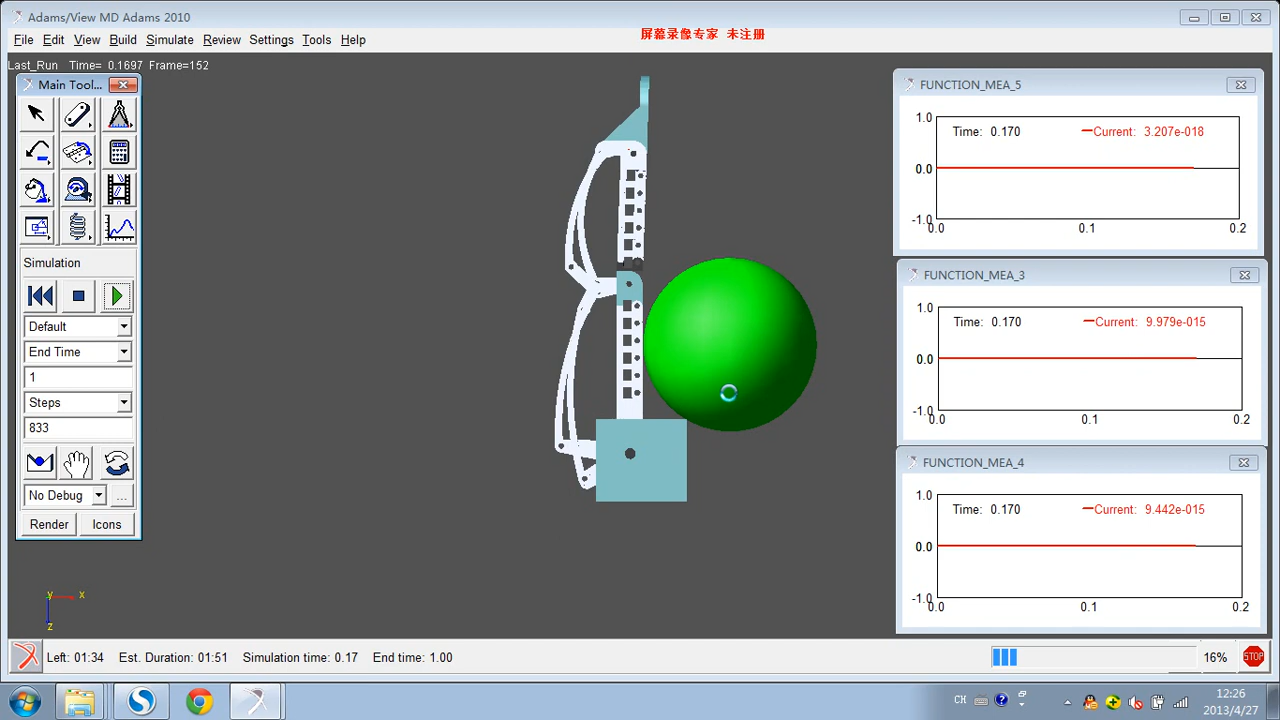 Adams/View MD Adams 2010
File Edit View Build Simulate Review Settings Tools Help
屏幕录像专家 未注册
Last_Run Time= 0.1697 Frame=152
Main Tool...
Simulation
Default
End Time
1
Steps
833
No Debug ...
Render Icons
FUNCTION_MEA_5
1.0
Time: 0.170 Current: 3.207e-018
0.0
-1.0
0.0 0.1 0.2
FUNCTION_MEA_3
1.0
Time: 0.170 Current: 9.979e-015
0.0
-1.0
0.0 0.1 0.2
FUNCTION_MEA_4
1.0
Time: 0.170 Current: 9.442e-015
0.0
-1.0
0.0 0.1 0.2
y x
z
Left: 01:34 Est. Duration: 01:51 Simulation time: 0.17 End time: 1.00 16% STOP
CH 12:26
2013/4/27